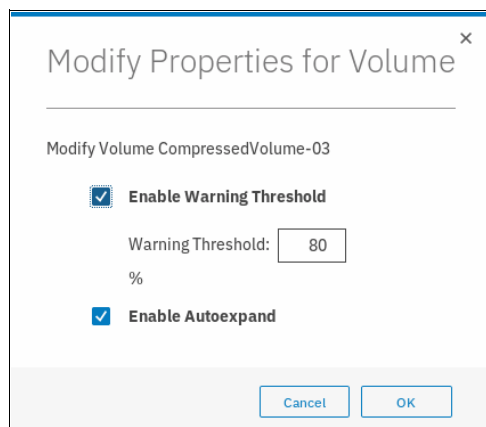 Modify Properties for Volume
Modify Volume CompressedVolume-03
Enable Warning Threshold
Warning Threshold: 80
%
Enable Autoexpand
Cancel OK